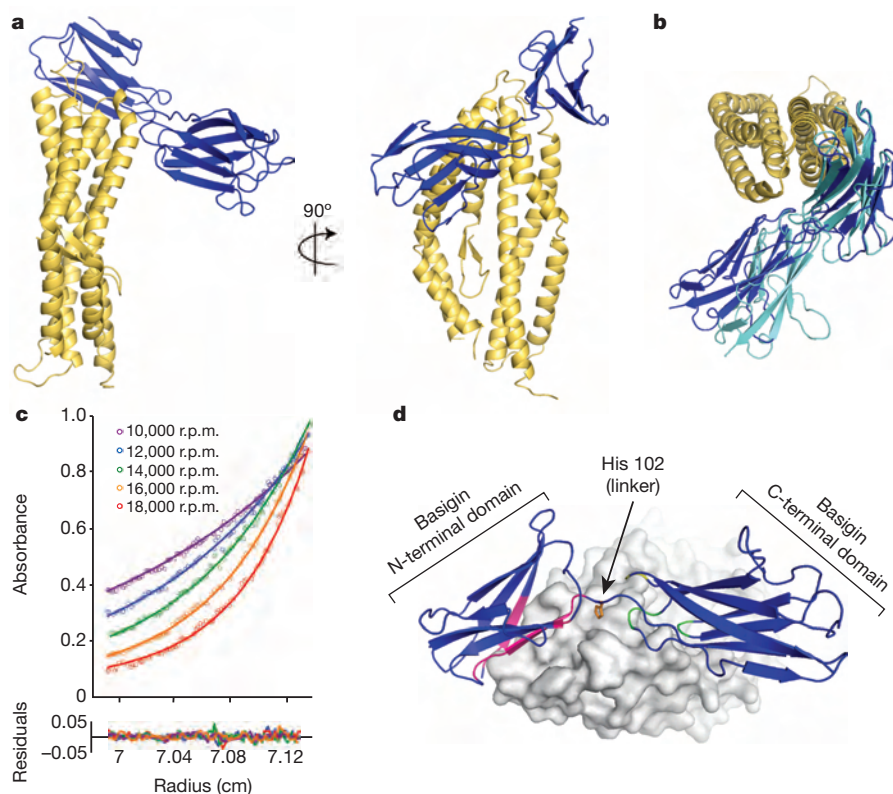 a
b
90º
c
1.0
0.8
0.6
0.4
0.2
0
Absorbance
10,000 r.p.m.
12,000 r.p.m.
14,000 r.p.m.
16,000 r.p.m.
18,000 r.p.m.
0.05
−0.05
Residuals
7
7.04
7.08
7.12
Radius (cm)
d
His 102
(linker)
Basigin
N-terminal domain
Basigin
C-terminal domain